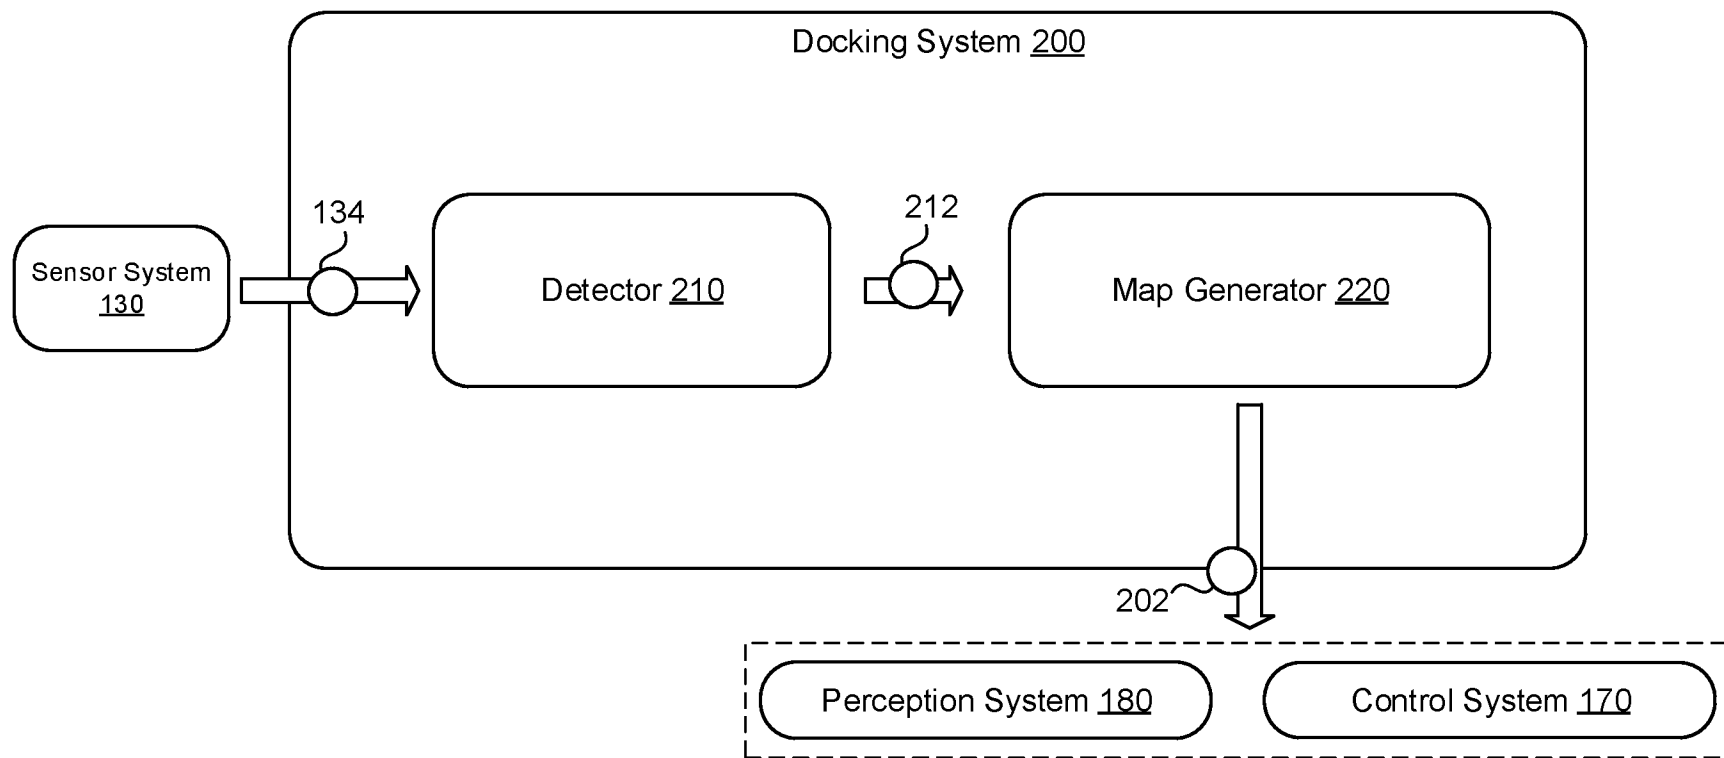 Docking System 200
134
212
Sensor System
130
Detector 210
Map Generator 220
202
Perception System 180
Control System 170